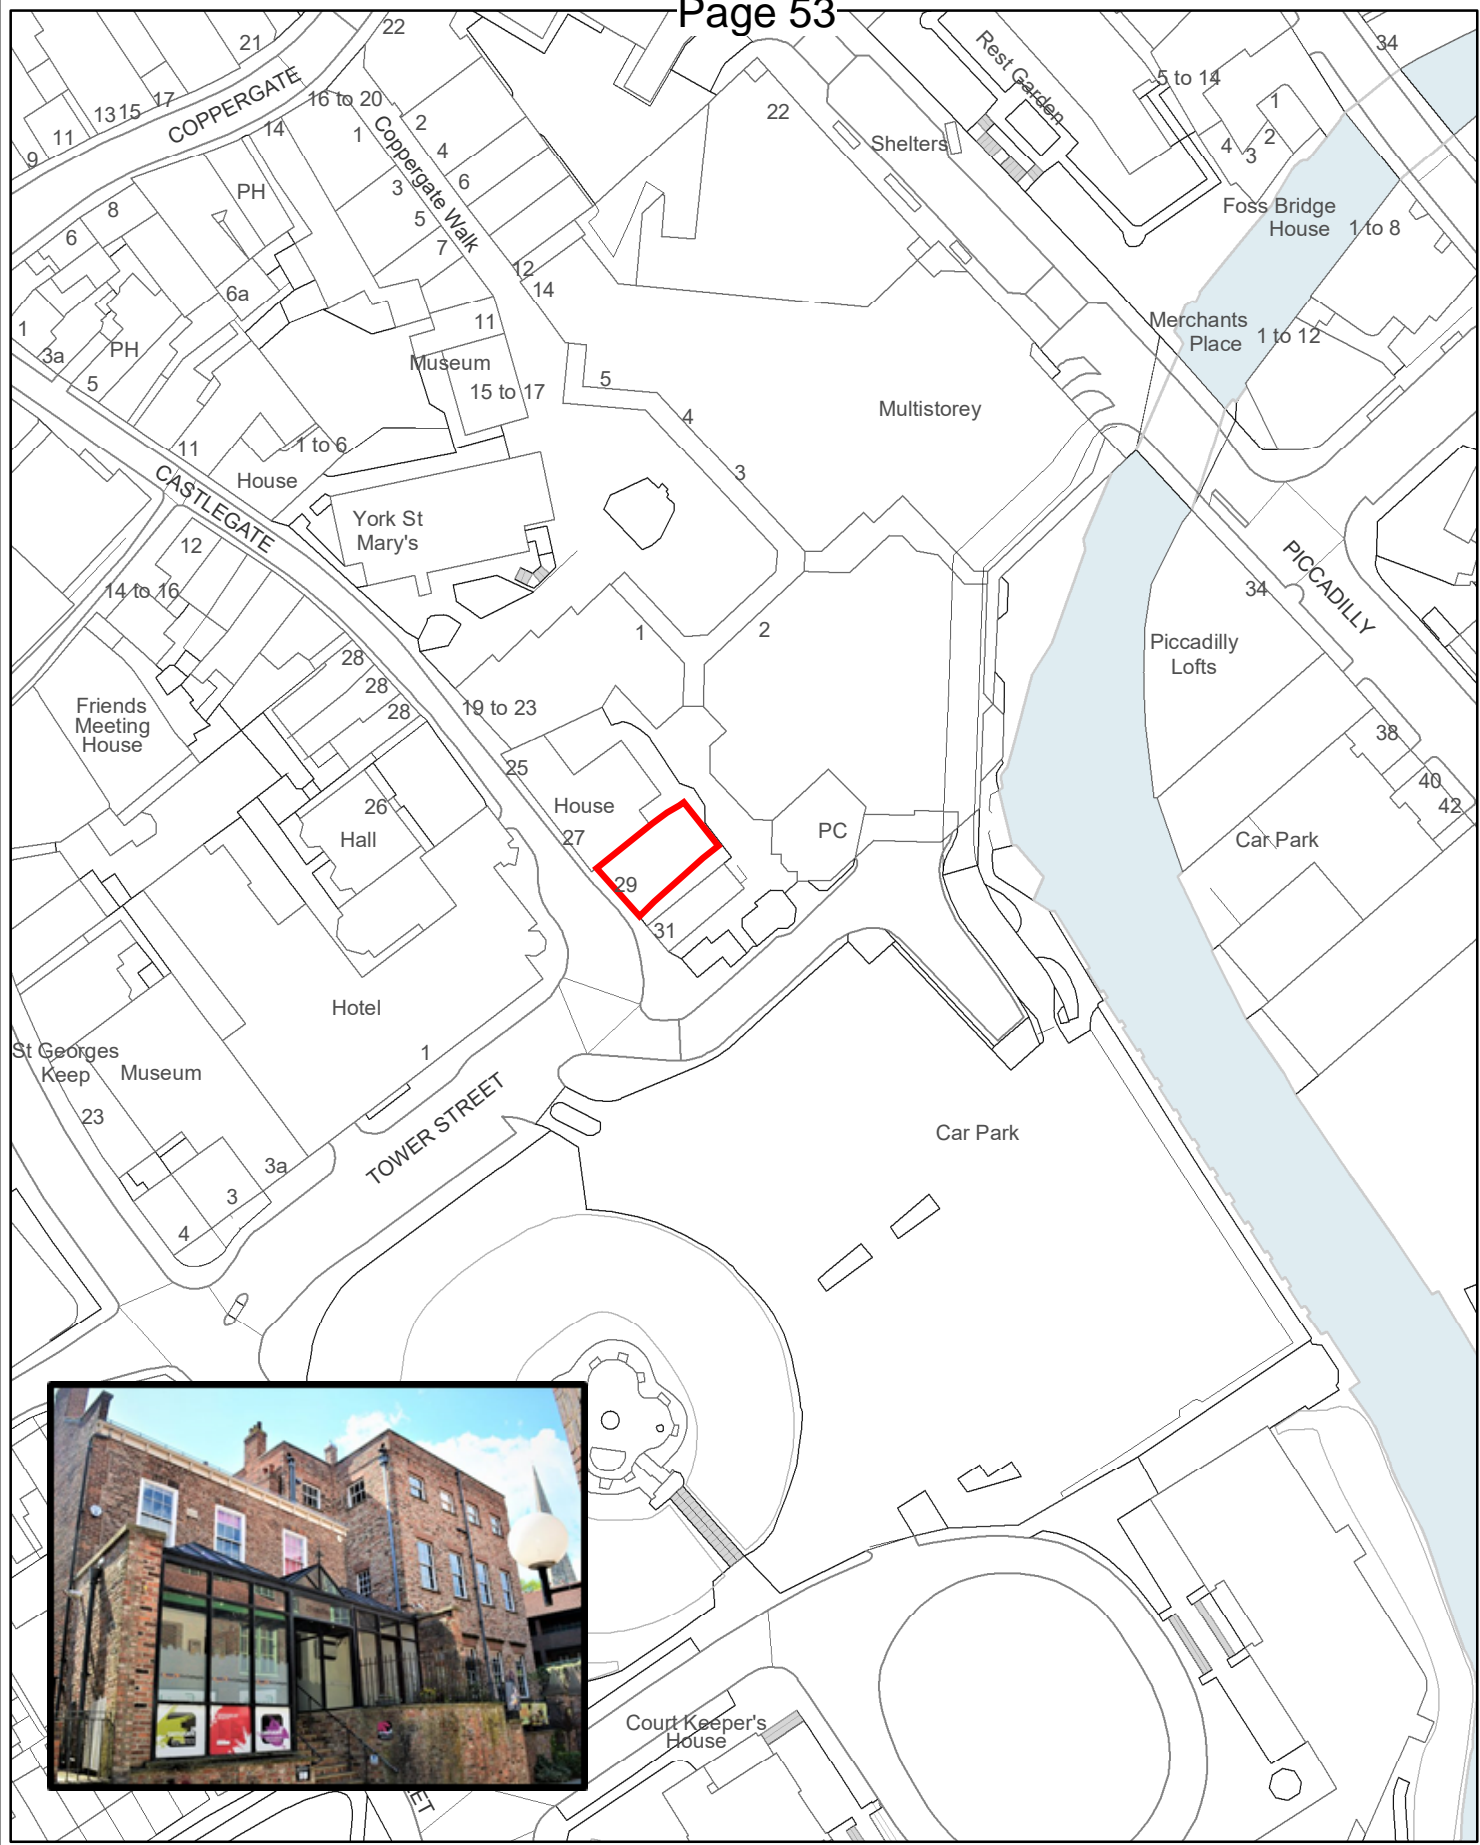 Page 53
22
34
21
Rest Garden
5 to 14
COPPERGATE
16 to 20
17
15
13
14
11
9
1
2
22
1
Coppergate Walk
4
Shelters
2
4
3
3
6
PH
8
5
Foss Bridge
House
1 to 8
6
7
12
14
6a
1
11
Merchants
Place
1 to 12
3a
PH
Museum
5
15 to 17
5
4
Multistorey
11
1 to 6
3
House
CASTLEGATE
York St
Mary's
12
PICCADILLY
14 to 16
34
1
2
Piccadilly
Lofts
28
28
28
Friends
Meeting
House
19 to 23
38
25
40
42
26
House
27
Hall
PC
Car Park
29
31
Hotel
St Georges
Keep
Museum
1
23
TOWER STREET
Car Park
3a
3
4
Court Keeper's
House
ET